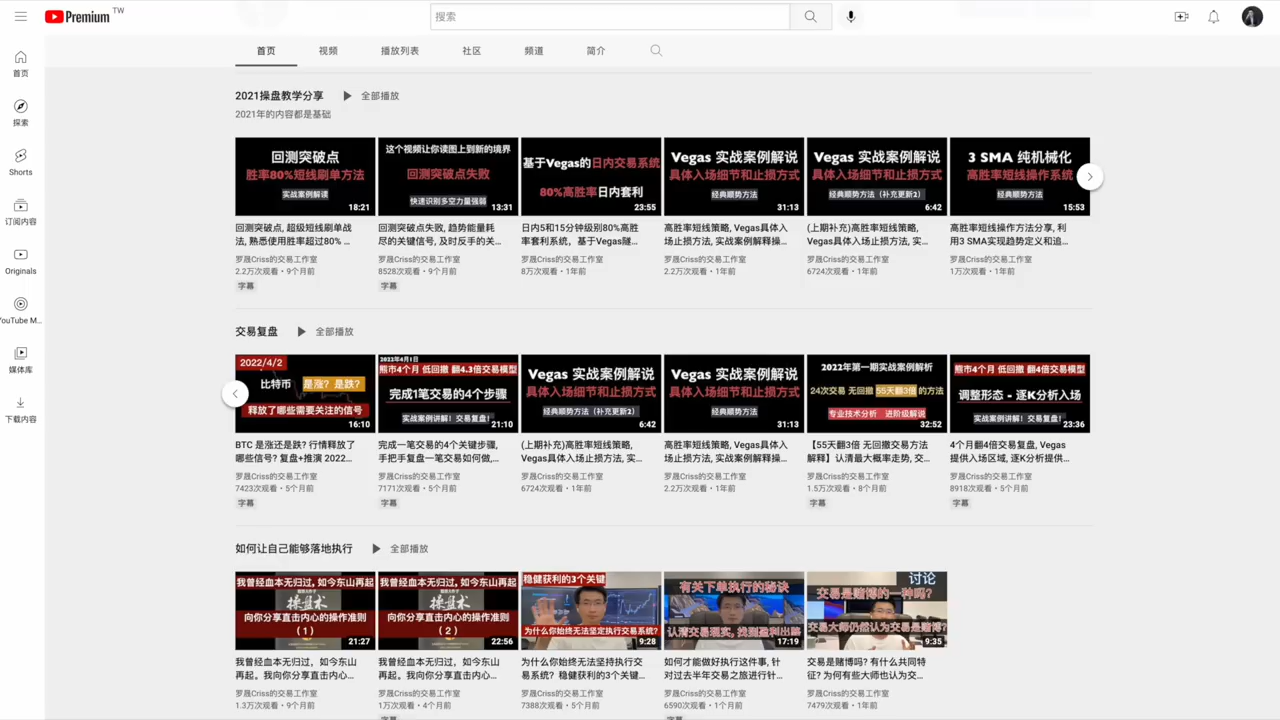 Premium TW
搜索
首页
视频
播放列表
社区
频道
简介
首页
探索
Shorts
订阅内容
Originals
YouTube M...
媒体库
下载内容
2021操盘教学分享
全部播放
2021年的内容都是基础
回测突破点
胜率80%短线刷单方法
实战案例解读
18:21
回测突破点, 超级短线刷单战
法, 熟悉使用胜率超过80% ...
罗晟Criss的交易工作室
2.2万次观看•9个月前
字幕
这个视频让你读图上到新的境界
回测突破点失败
快速识别多空力量强弱
13:31
回测突破点失败, 趋势能量耗
尽的关键信号, 及时反手的关...
罗晟Criss的交易工作室
8528次观看•9个月前
字幕
基于Vegas的日内交易系统
80%高胜率日内套利
23:55
日内5和15分钟级别80%高胜
率套利系统，基于Vegas隧...
罗晟Criss的交易工作室
8万次观看•1年前
Vegas 实战案例解说
具体入场细节和止损方式
经典顺势方法
31:13
高胜率短线策略, Vegas具体入
场止损方法, 实战案例解释操...
罗晟Criss的交易工作室
2.2万次观看•1年前
Vegas 实战案例解说
具体入场细节和止损方式
经典顺势方法（补充更新2）
6:42
(上期补充)高胜率短线策略,
Vegas具体入场止损方法, 实...
罗晟Criss的交易工作室
6724次观看•1年前
3 SMA 纯机械化
高胜率短线操作系统
经典顺势方法
15:53
高胜率短线操作方法分享, 利
用3 SMA实现趋势定义和追...
罗晟Criss的交易工作室
1万次观看•1年前
交易复盘
全部播放
2022/4/2
比特币 是涨？是跌？
释放了哪些需要关注的信号
16:10
BTC 是涨还是跌? 行情释放了
哪些信号? 复盘+推演 2022...
罗晟Criss的交易工作室
7423次观看•5个月前
字幕
2022年4月1日
熊市4个月 低回撤 翻4.3倍交易模型
完成1笔交易的4个步骤
实战案例讲解！交易复盘！
21:10
完成一笔交易的4个关键步骤,
手把手复盘一笔交易如何做,...
罗晟Criss的交易工作室
7171次观看•5个月前
字幕
Vegas 实战案例解说
具体入场细节和止损方式
经典顺势方法（补充更新2）
6:42
(上期补充)高胜率短线策略,
Vegas具体入场止损方法, 实...
罗晟Criss的交易工作室
6724次观看•1年前
Vegas 实战案例解说
具体入场细节和止损方式
经典顺势方法
31:13
高胜率短线策略, Vegas具体入
场止损方法, 实战案例解释操...
罗晟Criss的交易工作室
2.2万次观看•1年前
2022年第一期实战案例解析
24次交易 无回撤 55天翻3倍 的方法
专业技术分析 进阶级解说
32:52
【55天翻3倍 无回撤交易方法
解释】认清最大概率走势, 交...
罗晟Criss的交易工作室
1.5万次观看•8个月前
字幕
熊市4个月 低回撤 翻4倍交易模型
调整形态 - 逐K分析入场
实战案例讲解！交易复盘！
23:36
4个月翻4倍交易复盘, Vegas
提供入场区域, 逐K分析提供...
罗晟Criss的交易工作室
8918次观看•5个月前
字幕
如何让自己能够落地执行
全部播放
我曾经血本无归过, 如今东山再起
操盘术
向你分享直击内心的操作准则
（1）
21:27
我曾经血本无归过，如今东山
再起。我向你分享直击内心...
罗晟Criss的交易工作室
1.3万次观看•9个月前
我曾经血本无归过, 如今东山再起
操盘术
向你分享直击内心的操作准则
（2）
22:56
我曾经血本无归过，如今东山
再起。我向你分享直击内心...
罗晟Criss的交易工作室
1万次观看•4个月前
字幕
稳健获利的3个关键
为什么你始终无法坚定执行交易系统?
9:28
为什么你始终无法坚持执行交
易系统? 稳健获利的3个关键...
罗晟Criss的交易工作室
7388次观看•5个月前
有关下单执行的秘诀
认清交易现实, 找到盈利出路
17:19
如何才能做好执行这件事, 针
对过去半年交易之旅进行针...
罗晟Criss的交易工作室
6590次观看•1个月前
字幕
讨论
交易是赌博的一种吗?
交易大师仍然认为交易是赌博?
9:35
交易是赌博吗? 有什么共同特
征? 为何有些大师也认为交...
罗晟Criss的交易工作室
7479次观看•1年前